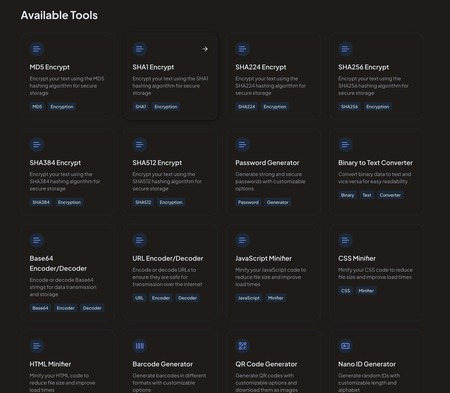 Available Tools
MD5 Encrypt
Encrypt your text using the MD5
hashing algorithm for secure
storage
MD5
Encryption
SHA1 Encrypt
Encrypt your text using the SHA1
hashing algorithm for secure
storage
SHA1
Encryption
SHA224 Encrypt
Encrypt your text using the
SHA224 hashing algorithm for
secure storage
SHA224
Encryption
SHA256 Encrypt
Encrypt your text using the
SHA256 hashing algorithm for
secure storage
SHA256
Encryption
SHA384 Encrypt
Encrypt your text using the
SHA384 hashing algorithm for
secure storage
SHA384
Encryption
SHA512 Encrypt
Encrypt your text using the
SHA512 hashing algorithm for
secure storage
SHA512
Encryption
Password Generator
Generate strong and secure
passwords with customizable
options
Password
Generator
Binary to Text Converter
Convert binary data to text and
vice versa for easy readability
Binary
Text
Converter
Base64
Encoder/Decoder
Encode or decode Base64
strings for data transmission
and storage
Base64
Encoder
Decoder
URL Encoder/Decoder
Encode or decode URLs to
ensure they are safe for
transmission over the internet
URL
Encoder
Decoder
JavaScript Minifier
Minify your JavaScript code to
reduce file size and improve
load times
JavaScript
Minifier
CSS Minifier
Minify your CSS code to reduce
file size and improve load times
CSS
Minifier
HTML Minifier
Minify your HTML code to
reduce file size and improve
load times
Barcode Generator
Generate barcodes in different
formats with customizable
options
QR Code Generator
Generate QR codes with
customizable options and
download them as images
Nano ID Generator
Generate random IDs with
customizable length and
alphabet